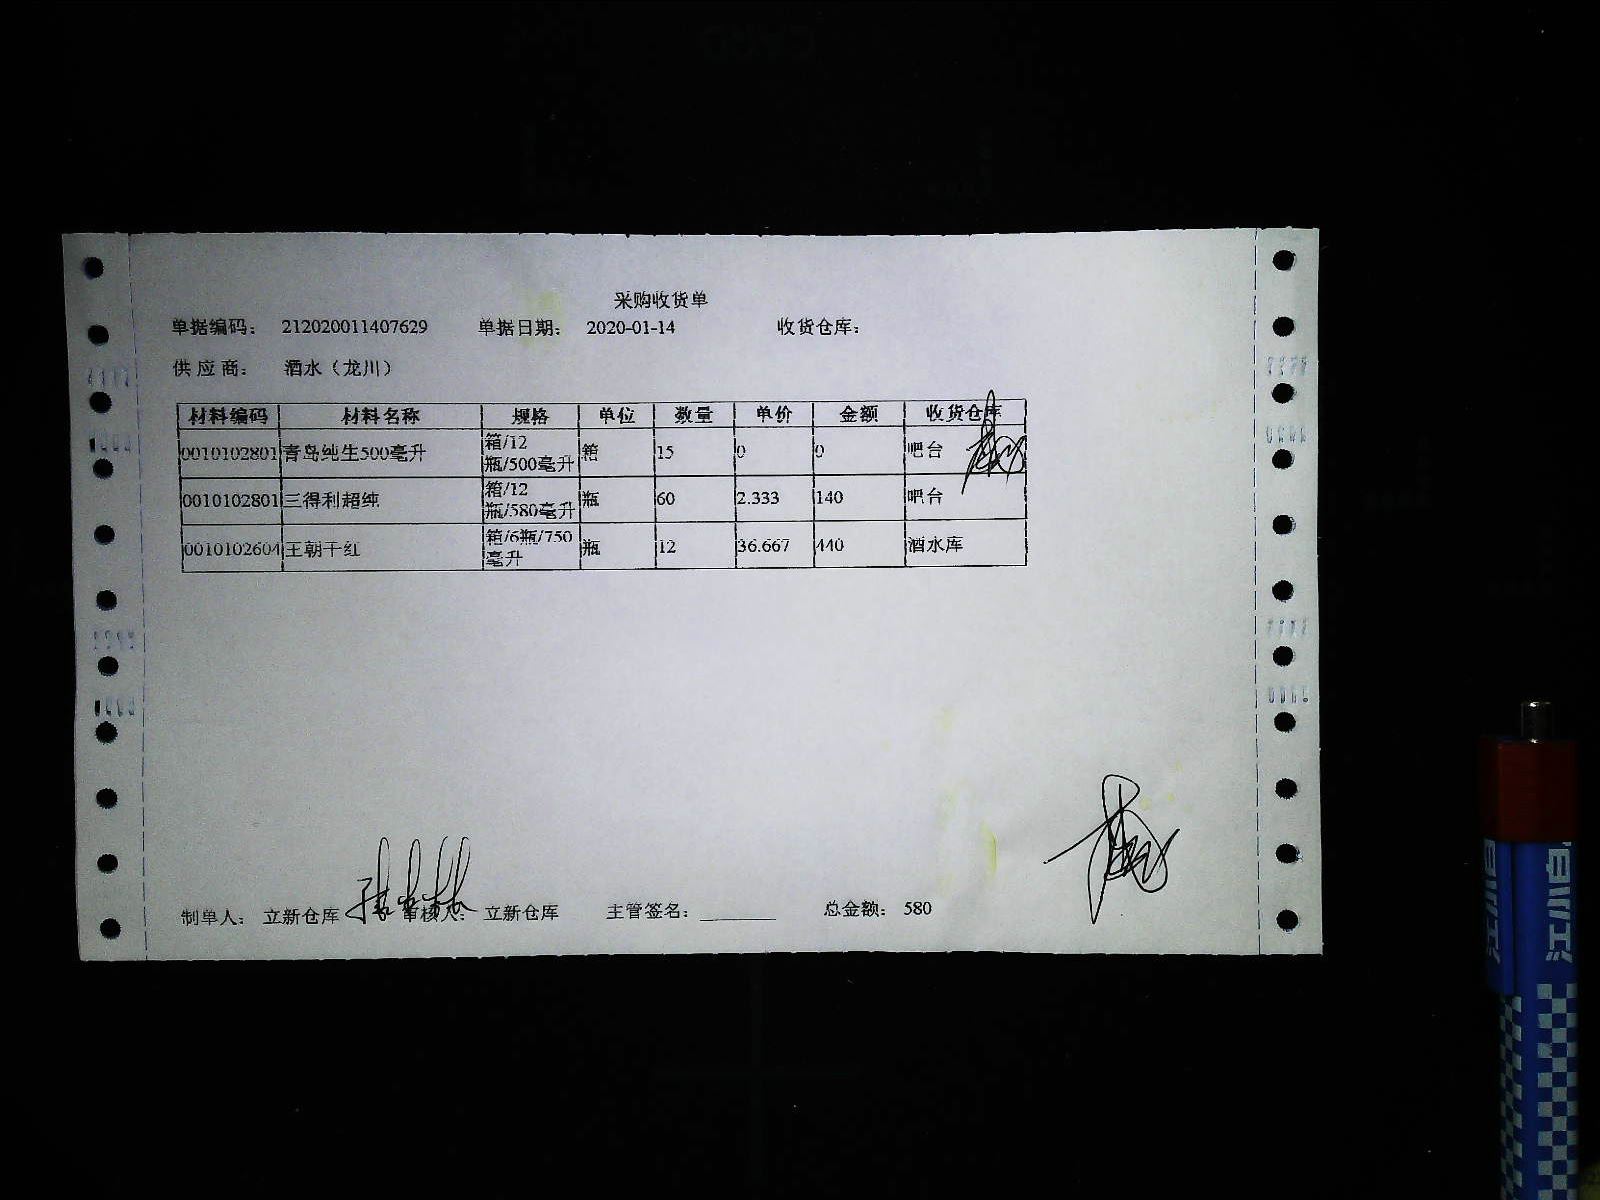 采购收货单
单据编码： 212020011407629 单据日期： 2020-01-14 收货仓库：
供 应 商： 酒水（龙川）
材料编码 材料名称 规格 单位 数量 单价 金额 收货仓库
0010102801 青岛纯生500毫升 箱/12瓶/500毫升 箱 15 0 0 吧台
0010102801 三得利超纯 箱/12瓶/580毫升 瓶 60 2.333 140 吧台
0010102604 王朝干红 箱/6瓶/750毫升 瓶 12 36.667 440 酒水库
制单人： 立新仓库 审核人： 立新仓库 主管签名： ________ 总金额： 580
江小白
江小白